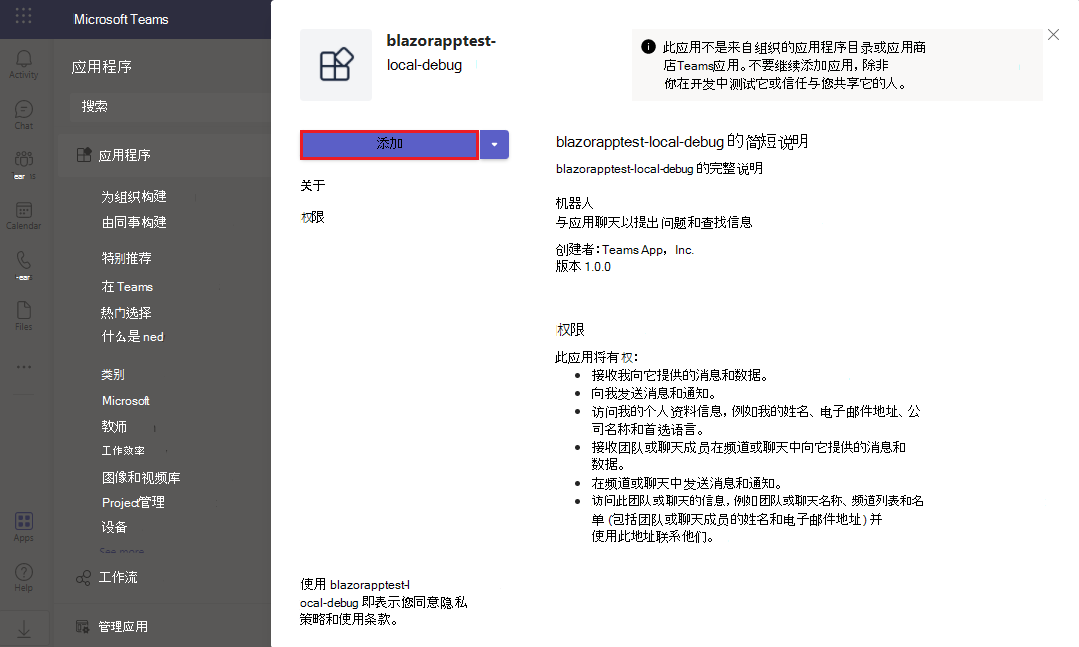 Microsoft Teams
Activity
Chat
Calendar
Files
Apps
Help
应用程序
搜索
应用程序
为组织构建
由同事构建
特别推荐
在 Teams
热门选择
什么是 ned
类别
Microsoft
教师
工作效率
图像和视频库
Project管理
设备
See more
工作流
管理应用
blazorapptest-
local-debug
此应用不是来自组织的应用程序目录或应用商
店Teams应用。不要继续添加应用，除非
你在开发中测试它或信任与您共享它的人。
添加
关于
权限
blazorapptest-local-debug 的简短说明
blazorapptest-local-debug 的完整说明
机器人
与应用聊天以提出问题和查找信息
创建者：Teams App，Inc.
版本 1.0.0
权限
此应用将有权：
接收我向它提供的消息和数据。
向我发送消息和通知。
访问我的个人资料信息，例如我的姓名、电子邮件地址、公
司名称和首选语言。
接收团队或聊天成员在频道或聊天中向它提供的消息和
数据。
在频道或聊天中发送消息和通知。
访问此团队或聊天的信息，例如团队或聊天名称、频道列表和名
单 (包括团队或聊天成员的姓名和电子邮件地址) 并
使用此地址联系他们。
使用 blazorapptest-l
ocal-debug 即表示您同意隐私
策略和使用条款。